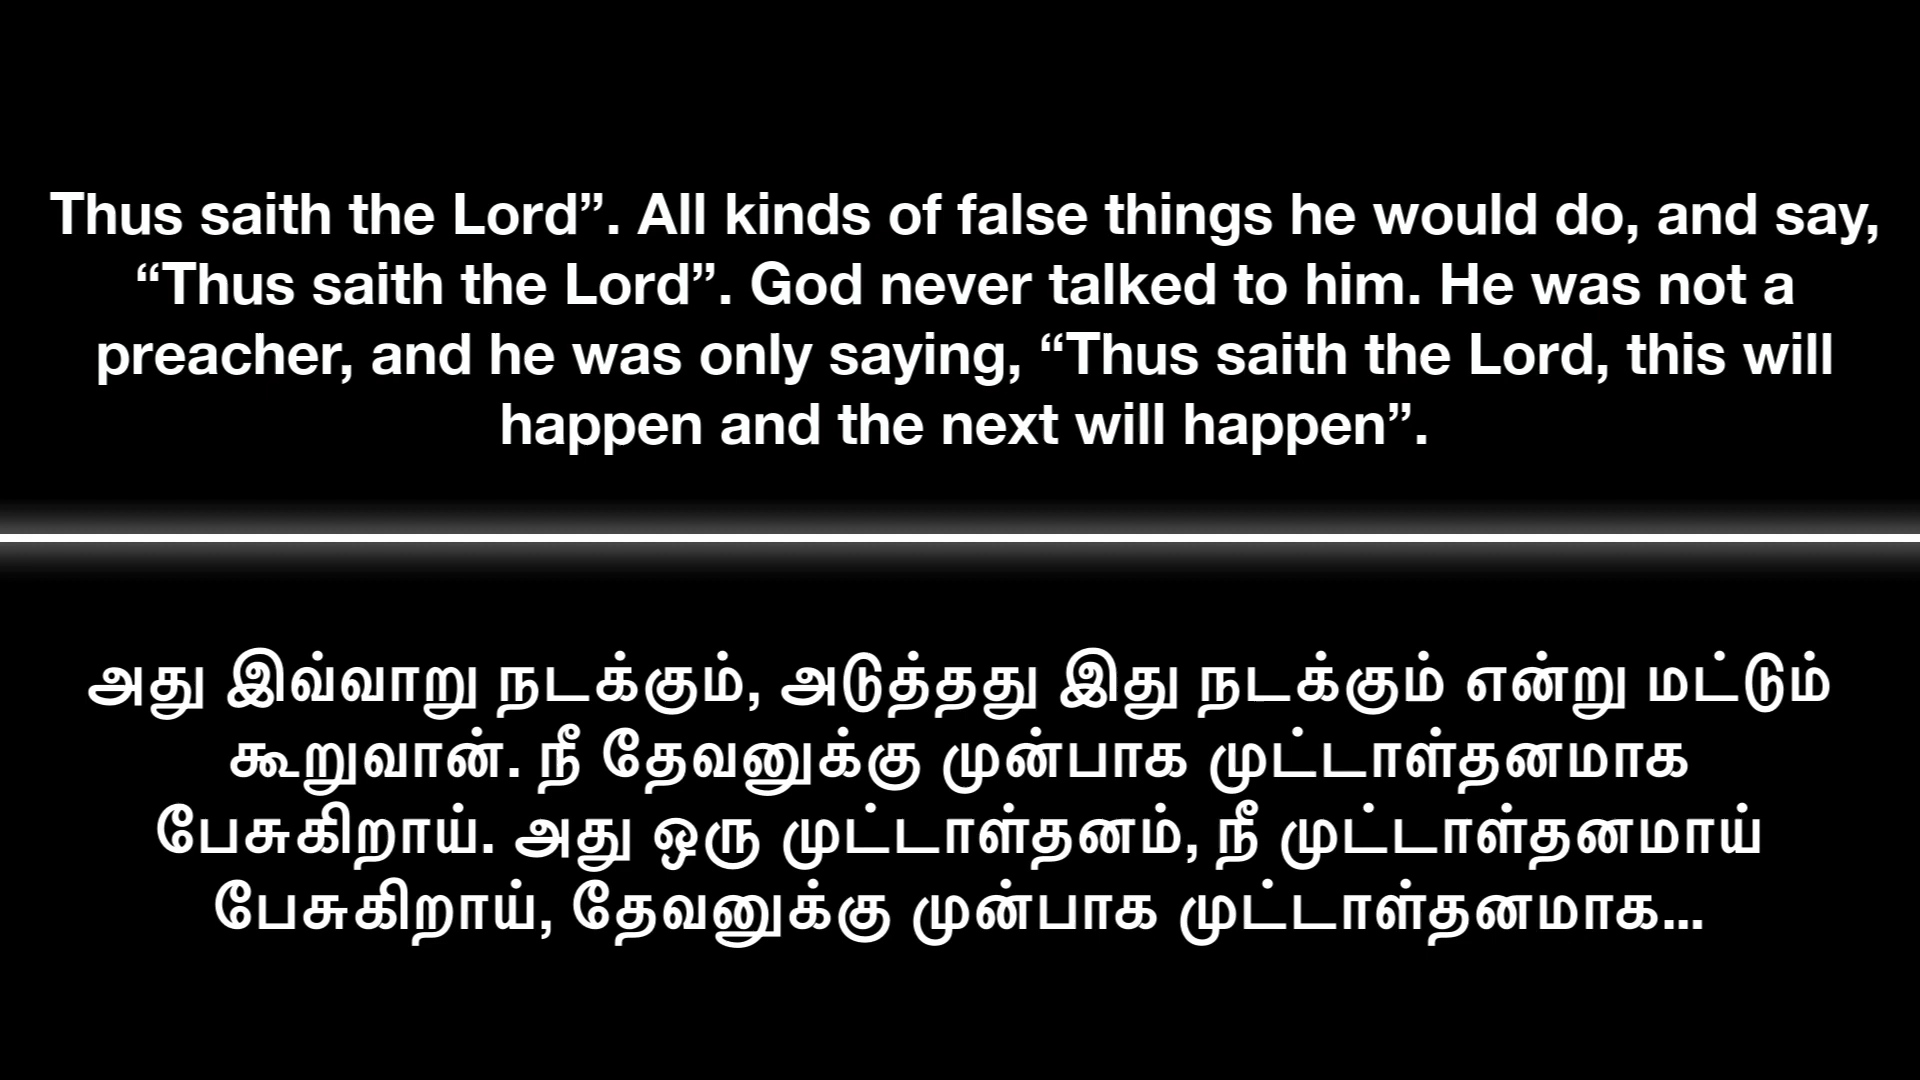 Thus saith the Lord”. All kinds of false things he would do, and say,
“Thus saith the Lord”. God never talked to him. He was not a
preacher, and he was only saying, “Thus saith the Lord, this will
happen and the next will happen”.
அது இவ்வாறு நடக்கும், அடுத்தது இது நடக்கும் என்று மட்டும்
கூறுவான். நீ தேவனுக்கு முன்பாக முட்டாள்தனமாக
பேசுகிறாய். அது ஒரு முட்டாள்தனம், நீ முட்டாள்தனமாய்
பேசுகிறாய், தேவனுக்கு முன்பாக முட்டாள்தனமாக...